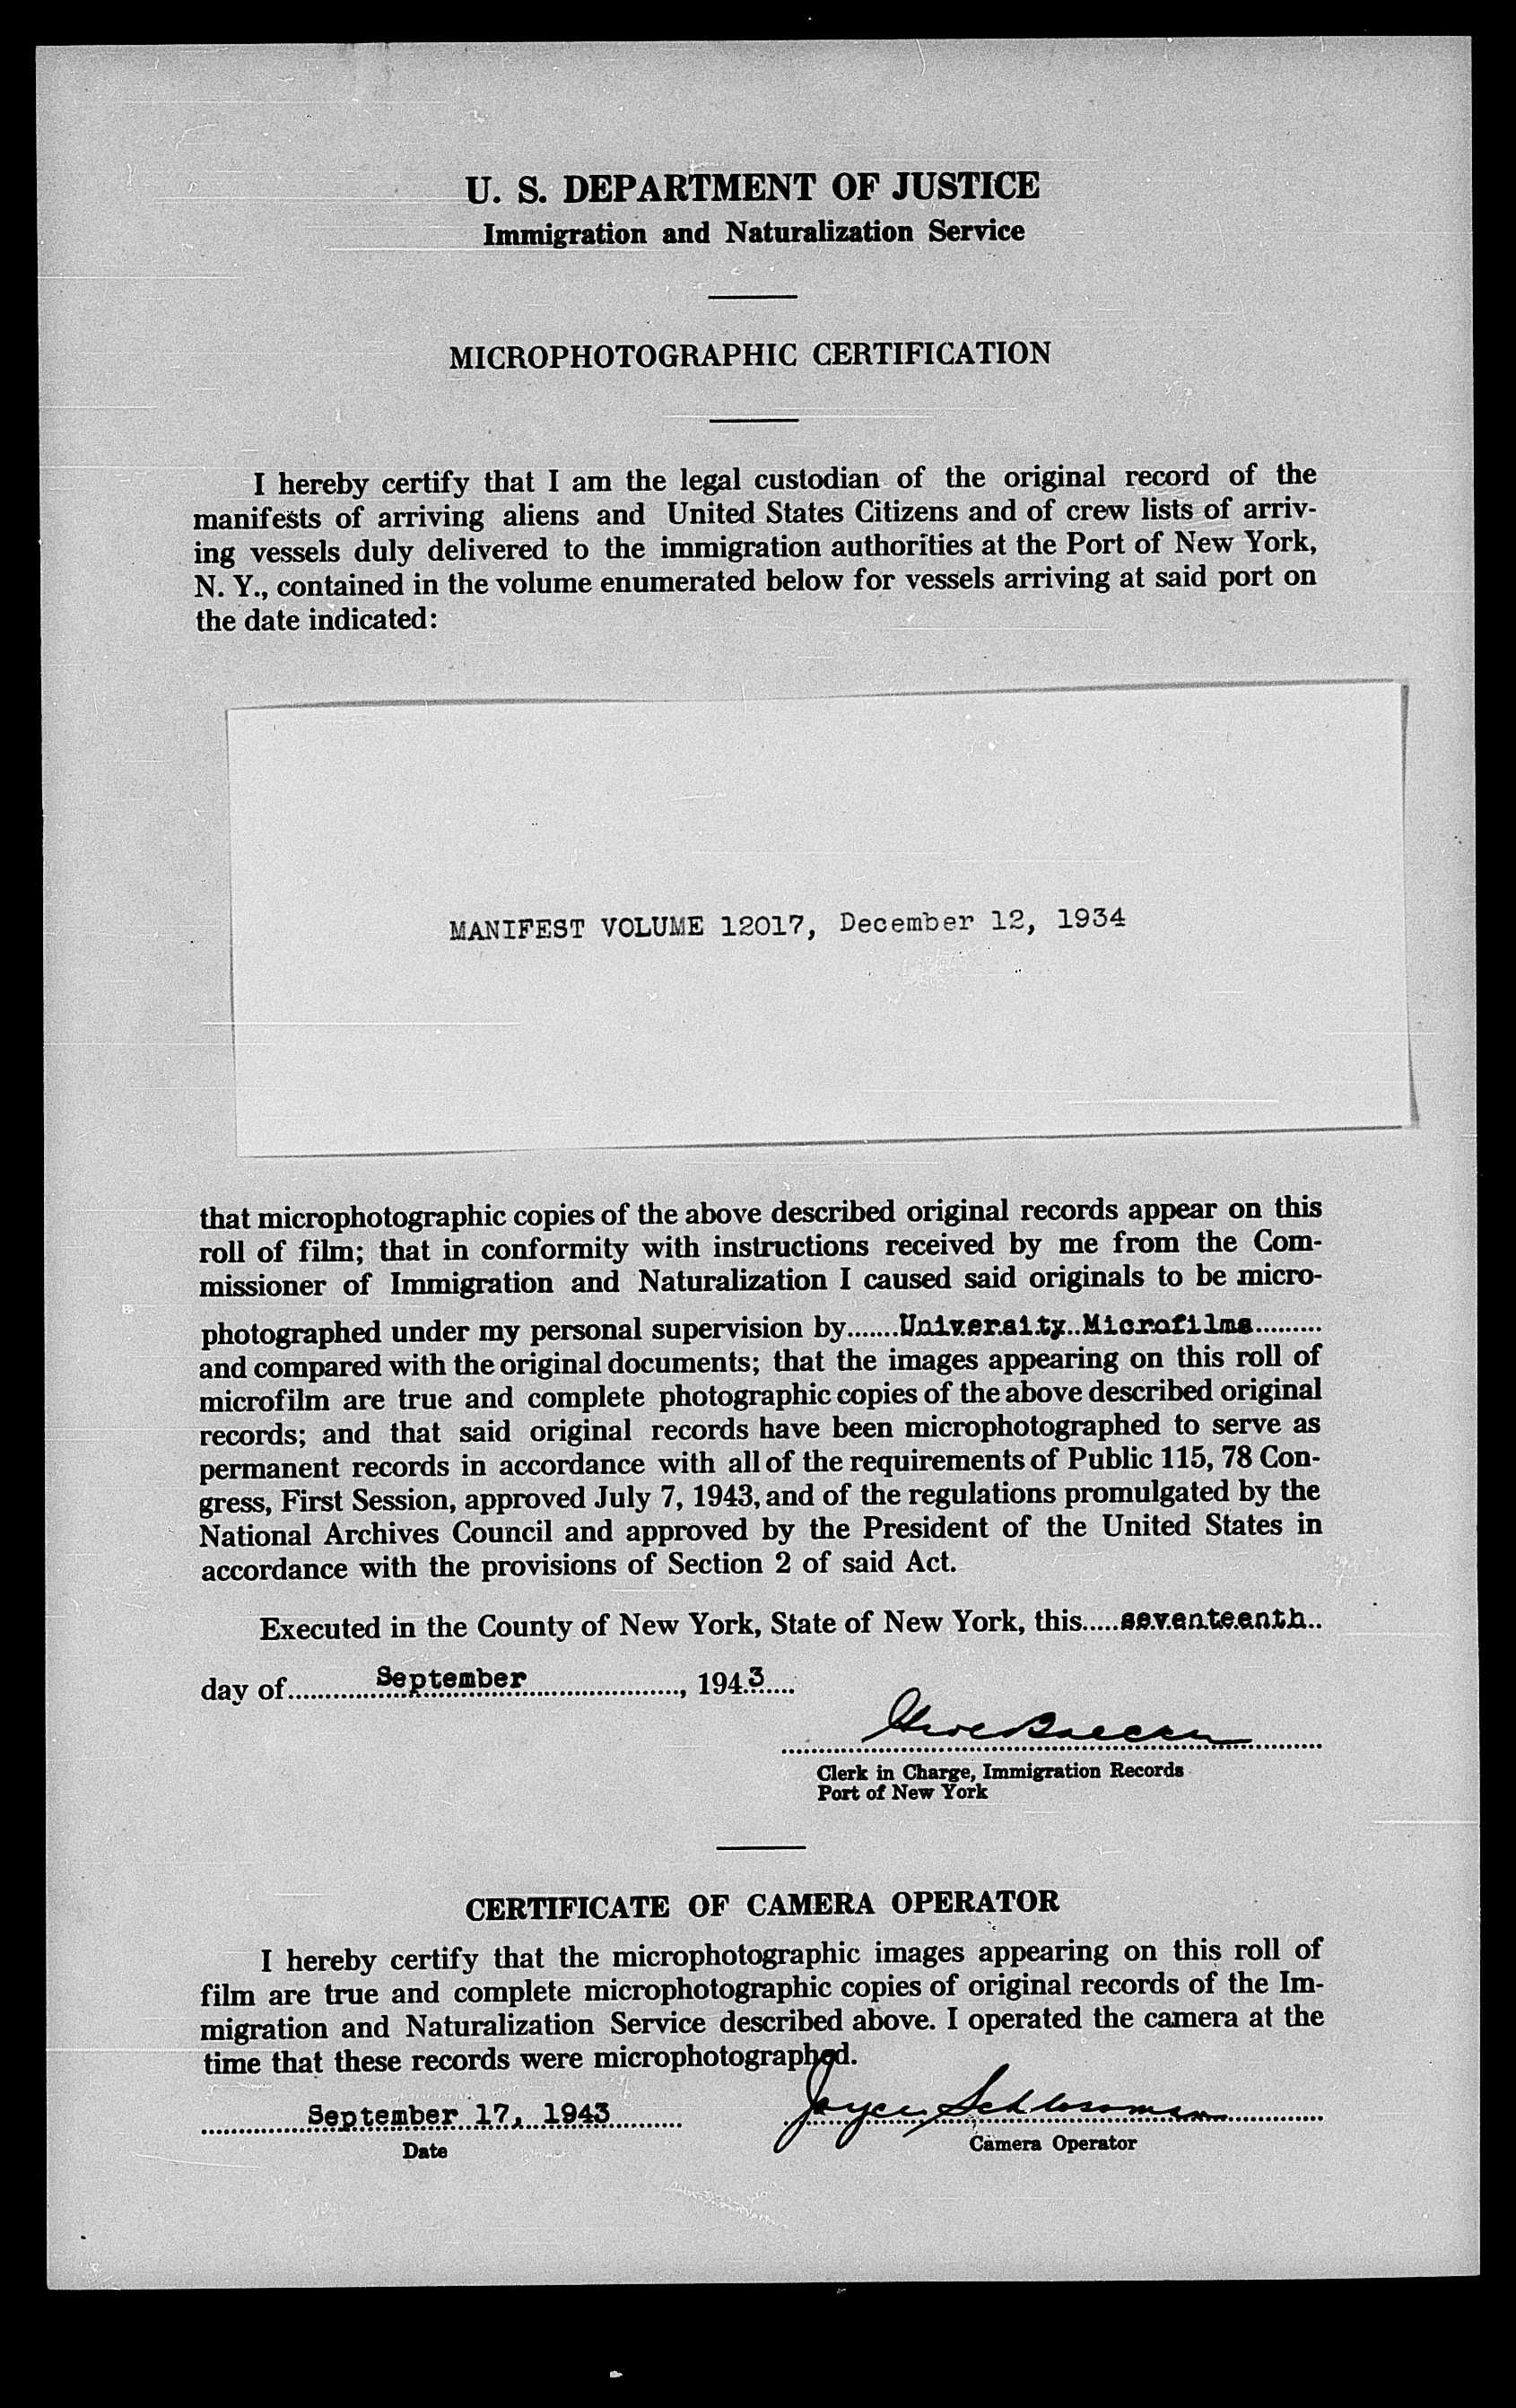 U. S. DEPARTMENT OF JUSTICE
Immigration and Naturalization Service
MICROPHOTOGRAPHIC CERTIFICATION
I hereby certify that I am the legal custodian of the original record of the
manifests of arriving aliens and United States Citizens and of crew lists of arriv-
ing vessels duly delivered to the immigration authorities at the Port of New York,
N. Y., contained in the volume enumerated below for vessels arriving at said port on
the date indicated:
MANIFEST VOLUME 12017, December 12, 1934
that microphotographic copies of the above described original records appear on this
roll of film; that in conformity with instructions received by me from the Com-
missioner of Immigration and Naturalization I caused said originals to be micro-
photographed under my personal supervision by.......University Microfilms.........
and compared with the original documents; that the images appearing on this roll of
microfilm are true and complete photographic copies of the above described original
records; and that said original records have been microphotographed to serve as
permanent records in accordance with all of the requirements of Public 115, 78 Con-
gress, First Session, approved July 7, 1943, and of the regulations promulgated by the
National Archives Council and approved by the President of the United States in
accordance with the provisions of Section 2 of said Act.
Executed in the County of New York, State of New York, this.....seventeenth..
day of............September...................., 1943....
Clerk in Charge, Immigration Records
Port of New York
CERTIFICATE OF CAMERA OPERATOR
I hereby certify that the microphotographic images appearing on this roll of
film are true and complete microphotographic copies of original records of the Im-
migration and Naturalization Service described above. I operated the camera at the
time that these records were microphotographed.
September 17, 1943
Joyce Schlossman
Date
Camera Operator